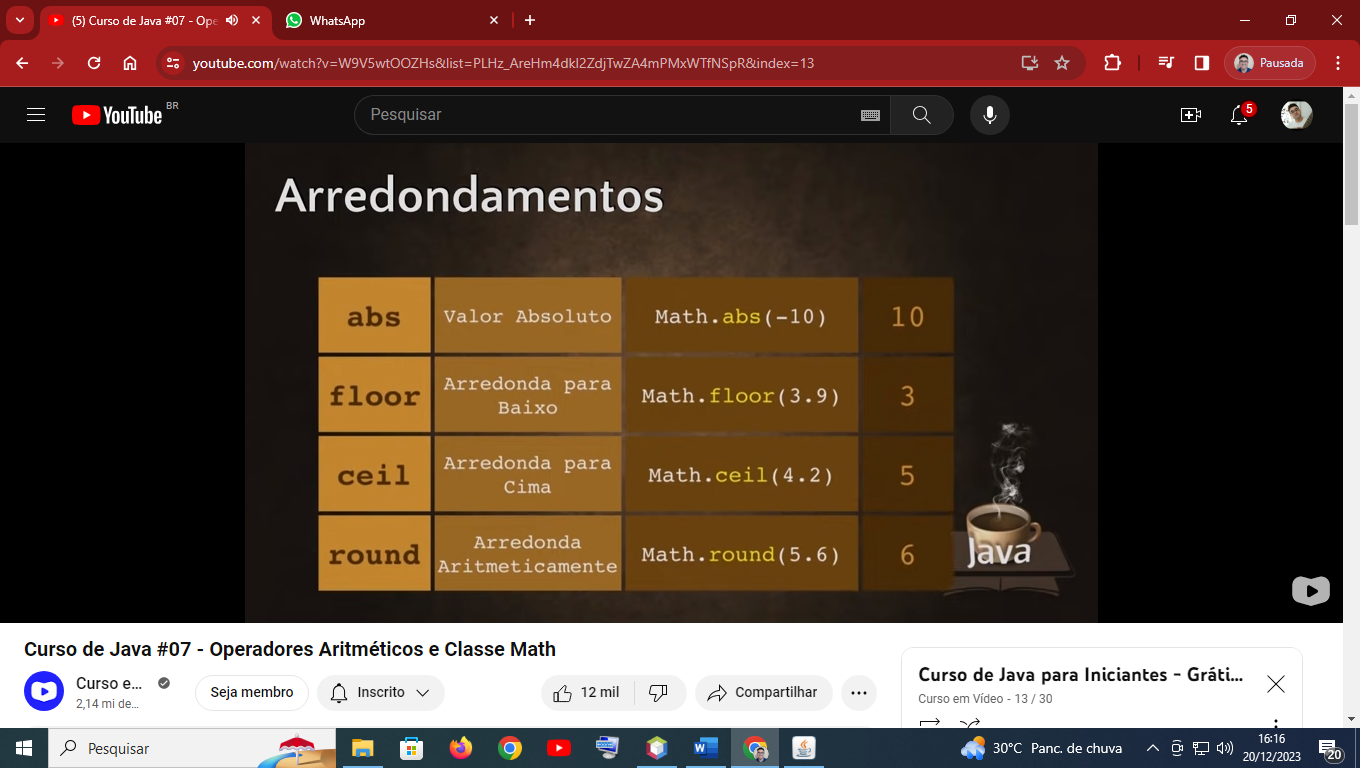 (5) Curso de Java #07 - Ope
WhatsApp
youtube.com/watch?v=W9V5wtOOZHs&list=PLHz_AreHm4dkI2ZdjTwZA4mPMxWTfNSpR&index=13
Pausada
YouTube BR
Pesquisar
5
Arredondamentos
abs
Valor Absoluto
Math.abs(-10)
10
floor
Arredonda para
Baixo
Math.floor(3.9)
3
ceil
Arredonda para
Cima
Math.ceil(4.2)
5
round
Arredonda
Aritmeticamente
Math.round(5.6)
6
Java
Curso de Java #07 - Operadores Aritméticos e Classe Math
Curso e...
2,14 mi de...
Seja membro
Inscrito
12 mil
Compartilhar
Curso de Java para Iniciantes - Gráti...
Curso em Vídeo - 13 / 30
Pesquisar
30°C Panc. de chuva
16:16
20/12/2023
20